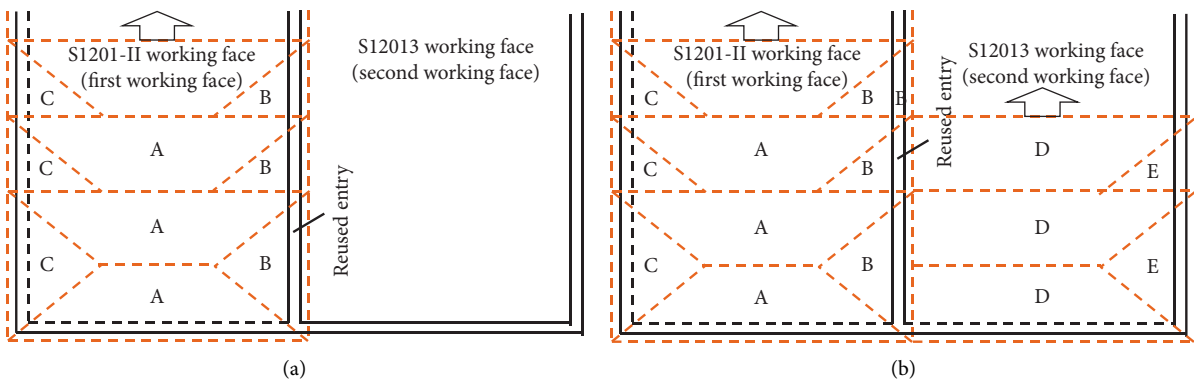 S1201-II working face
(first working face)
S12013 working face
(second working face)
C
B
A
C
B
A
C
B
A
Reused entry
(a)
S1201-II working face
(first working face)
S12013 working face
(second working face)
C
B
B
A
D
C
B
E
A
D
C
B
E
A
D
Reused entry
(b)